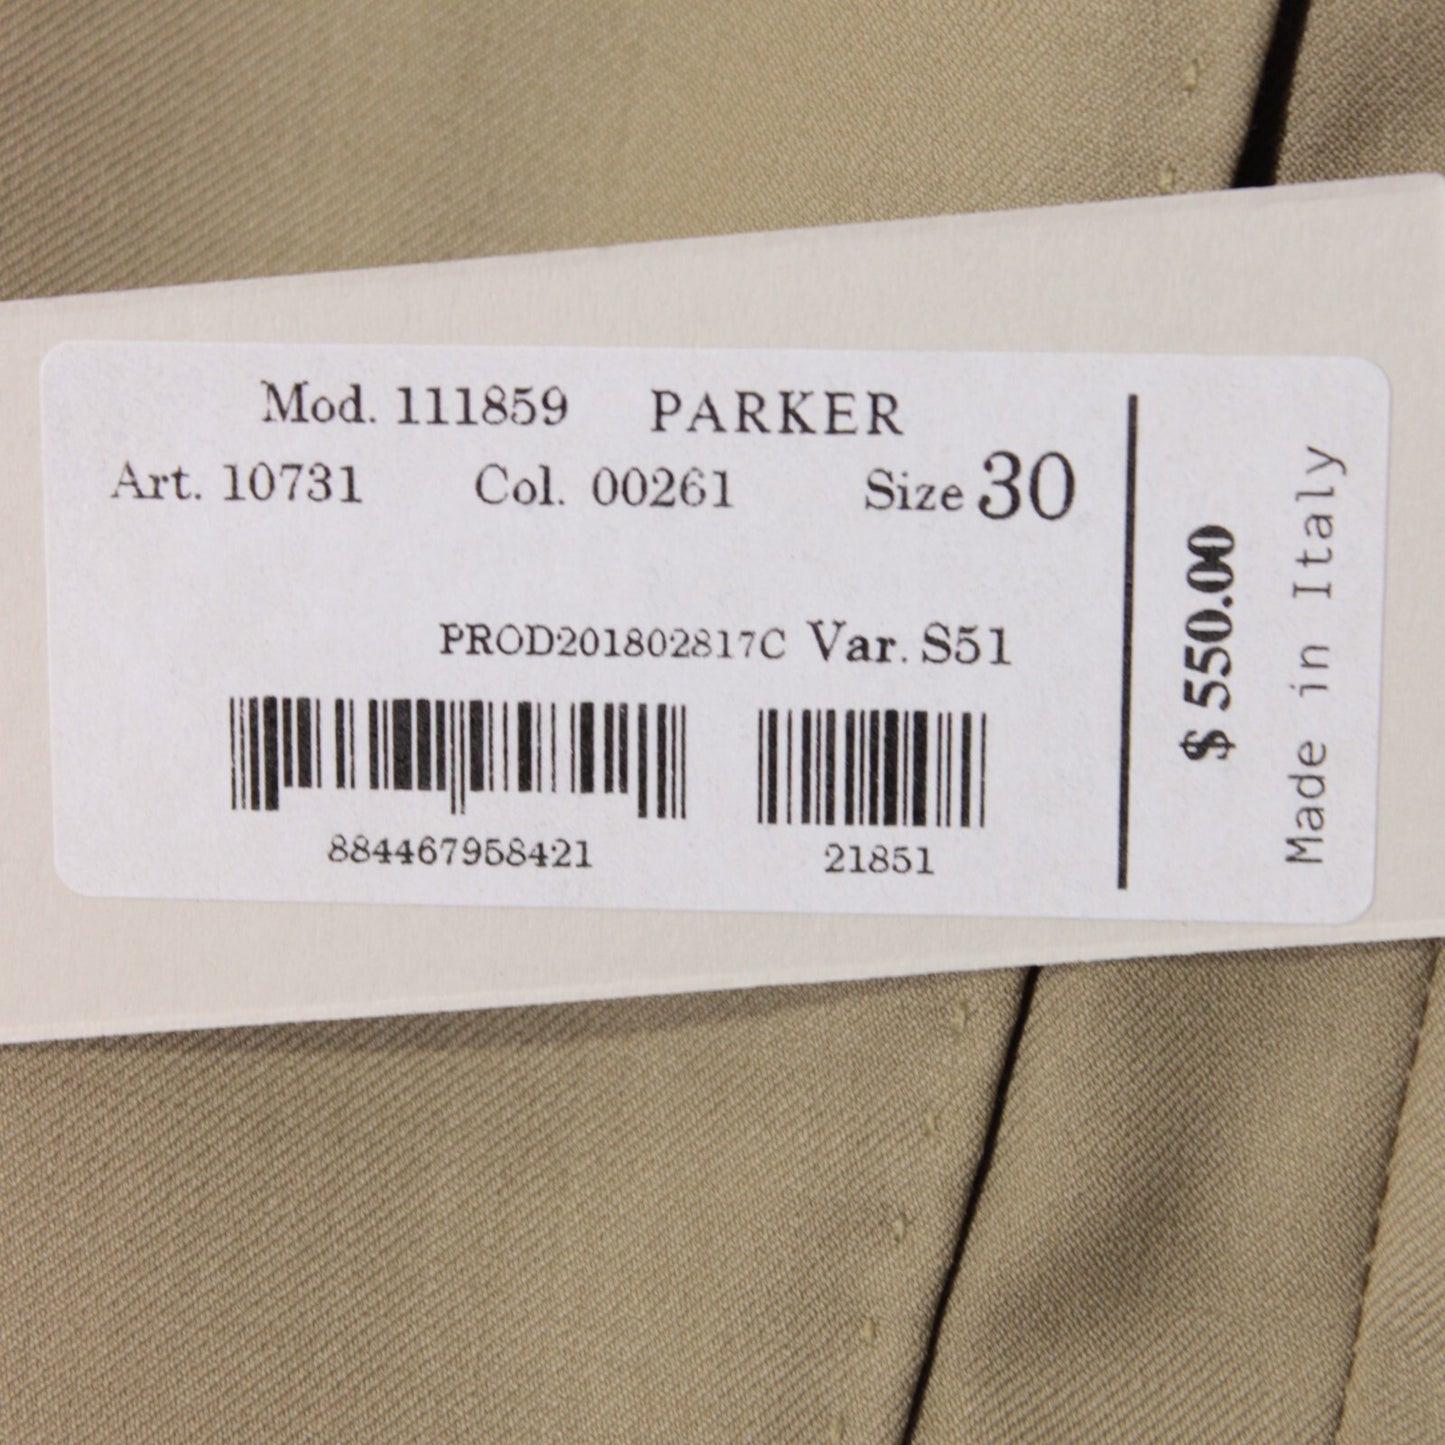 Mod. 111859 PARKER
Art. 10731 Col. 00261 Size 30
PROD201802817C Var. S51
884467958421 21851
$ 550.00
Made in Italy